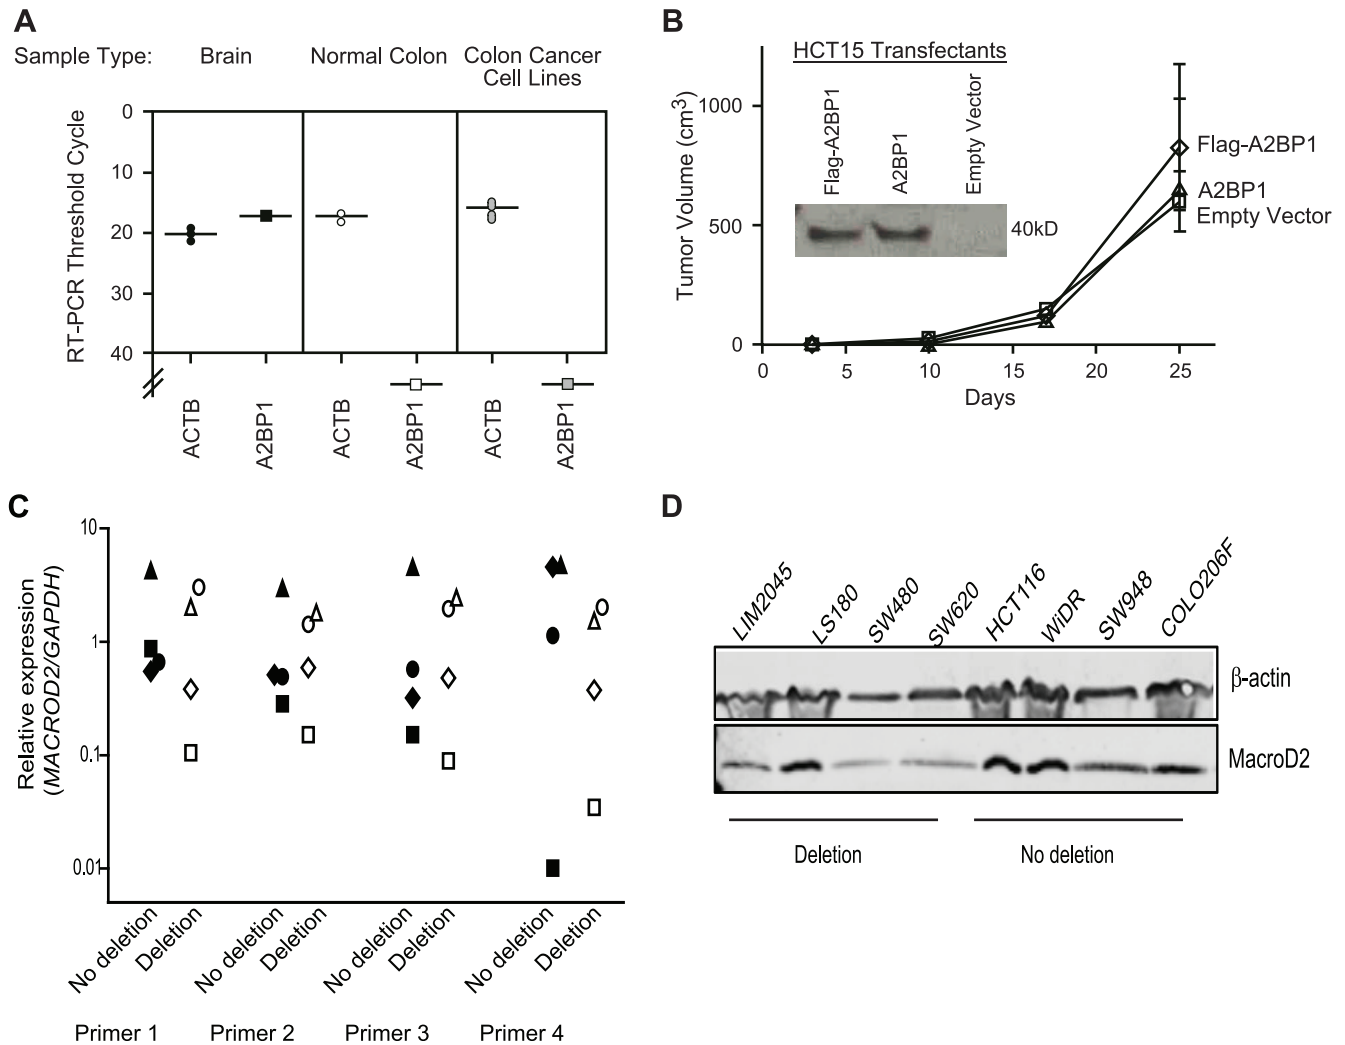 A
Sample Type: Brain Normal Colon Colon Cancer
Cell Lines
RT-PCR Threshold Cycle
0
10
20
30
40
ACTB A2BP1 ACTB A2BP1 ACTB A2BP1
B
HCT15 Transfectants
Flag-A2BP1 A2BP1 Empty Vector
40kD
Tumor Volume (cm³)
1000
500
0
Flag-A2BP1
A2BP1
Empty Vector
0 5 10 15 20 25
Days
C
Relative expression
(MACROD2/GAPDH)
10
1
0.1
0.01
No deletion Deletion No deletion Deletion No deletion Deletion No deletion Deletion
Primer 1 Primer 2 Primer 3 Primer 4
D
LIM2045 LS180 SW480 SW620 HCT116 WiDR SW948 COLO206F
β-actin
MacroD2
Deletion No deletion